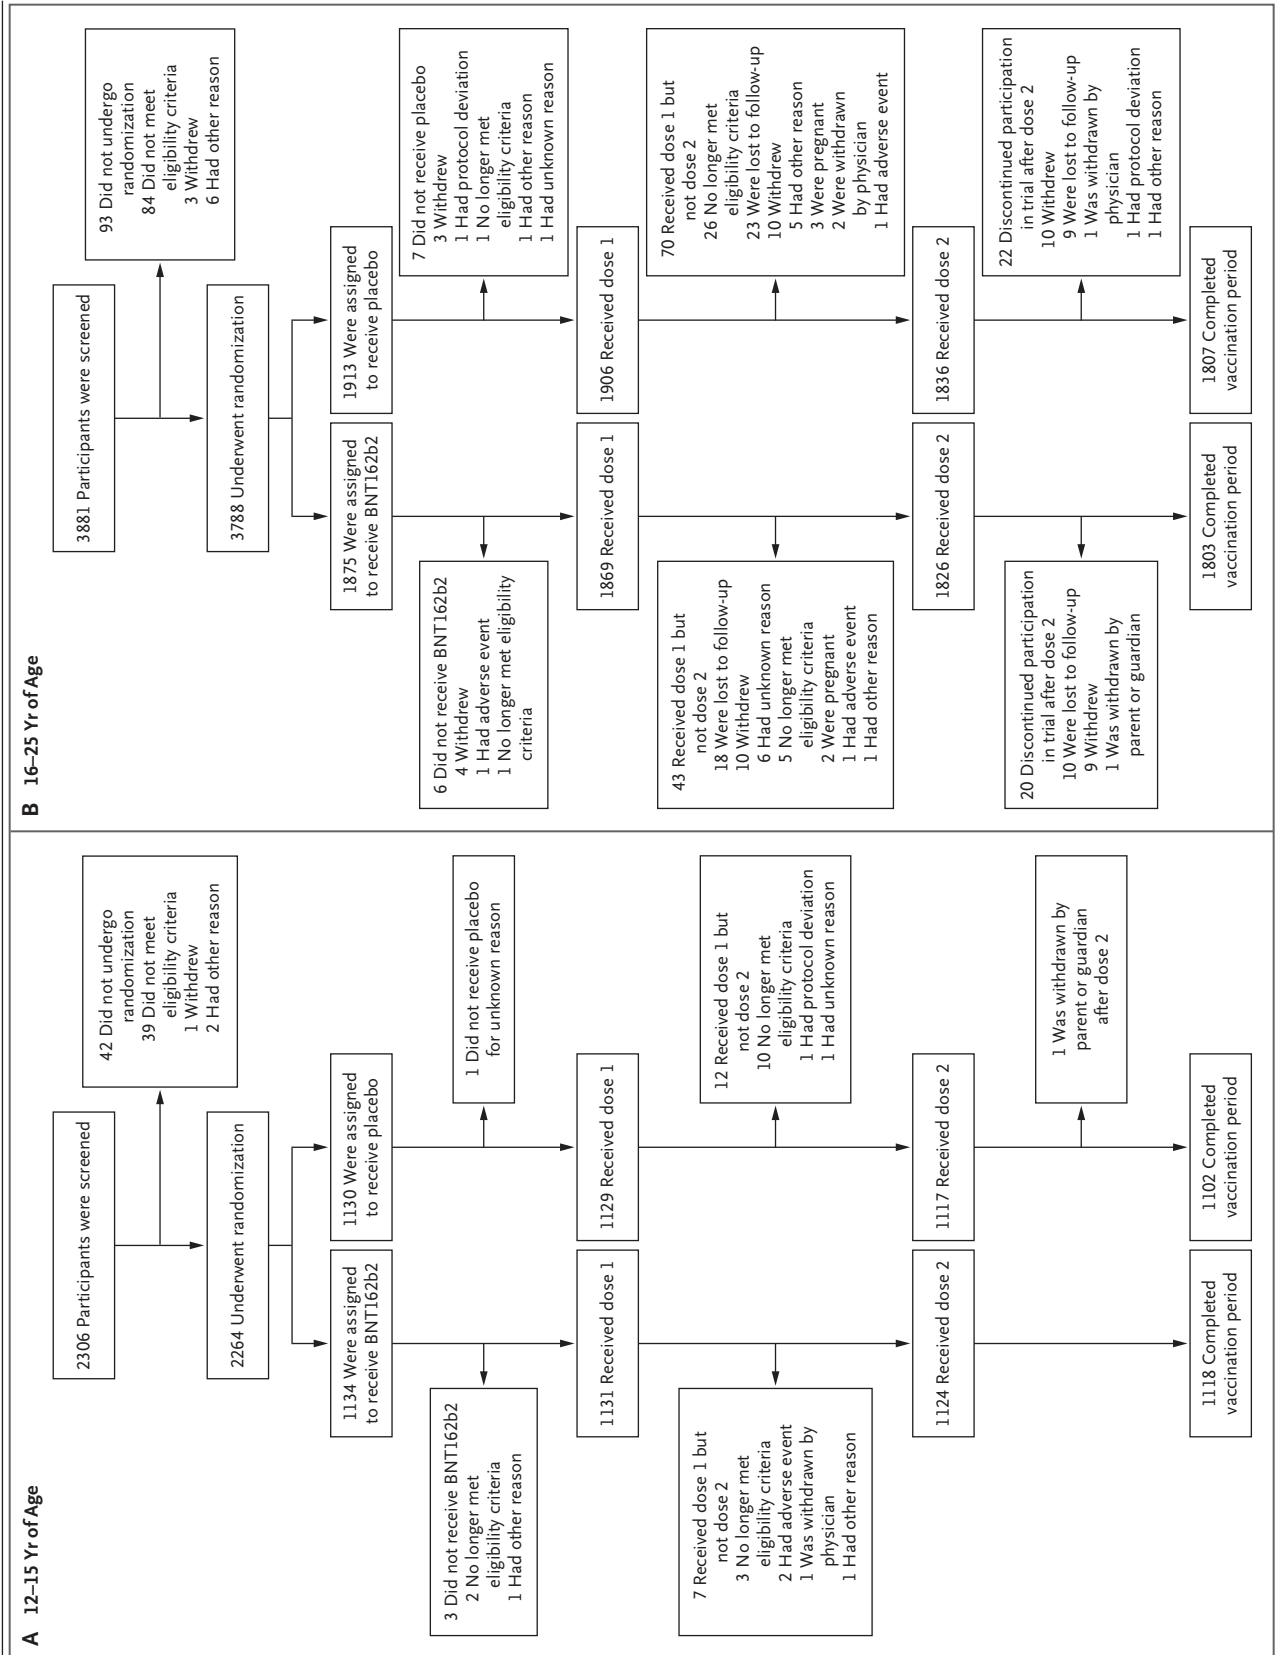 A 12–15 Yr of Age
2306 Participants were screened
42 Did not undergo
randomization
39 Did not meet
eligibility criteria
1 Withdrew
2 Had other reason
2264 Underwent randomization
1134 Were assigned
to receive BNT162b2
1130 Were assigned
to receive placebo
3 Did not receive BNT162b2
2 No longer met
eligibility criteria
1 Had other reason
1 Did not receive placebo
for unknown reason
1131 Received dose 1
1129 Received dose 1
7 Received dose 1 but
not dose 2
3 No longer met
eligibility criteria
2 Had adverse event
1 Was withdrawn by
physician
1 Had other reason
12 Received dose 1 but
not dose 2
10 No longer met
eligibility criteria
1 Had protocol deviation
1 Had unknown reason
1124 Received dose 2
1117 Received dose 2
1 Was withdrawn by
parent or guardian
after dose 2
1118 Completed
vaccination period
1102 Completed
vaccination period
B 16–25 Yr of Age
3881 Participants were screened
93 Did not undergo
randomization
84 Did not meet
eligibility criteria
3 Withdrew
6 Had other reason
3788 Underwent randomization
1875 Were assigned
to receive BNT162b2
1913 Were assigned
to receive placebo
6 Did not receive BNT162b2
4 Withdrew
1 Had adverse event
1 No longer met eligibility
criteria
7 Did not receive placebo
3 Withdrew
1 Had protocol deviation
1 No longer met
eligibility criteria
1 Had other reason
1 Had unknown reason
1869 Received dose 1
1906 Received dose 1
43 Received dose 1 but
not dose 2
18 Were lost to follow-up
10 Withdrew
6 Had unknown reason
5 No longer met
eligibility criteria
2 Were pregnant
1 Had adverse event
1 Had other reason
70 Received dose 1 but
not dose 2
26 No longer met
eligibility criteria
23 Were lost to follow-up
10 Withdrew
5 Had other reason
3 Were pregnant
2 Were withdrawn
by physician
1 Had adverse event
1826 Received dose 2
1836 Received dose 2
20 Discontinued participation
in trial after dose 2
10 Were lost to follow-up
9 Withdrew
1 Was withdrawn by
parent or guardian
22 Discontinued participation
in trial after dose 2
10 Withdrew
9 Were lost to follow-up
1 Was withdrawn by
physician
1 Had protocol deviation
1 Had other reason
1803 Completed
vaccination period
1807 Completed
vaccination period